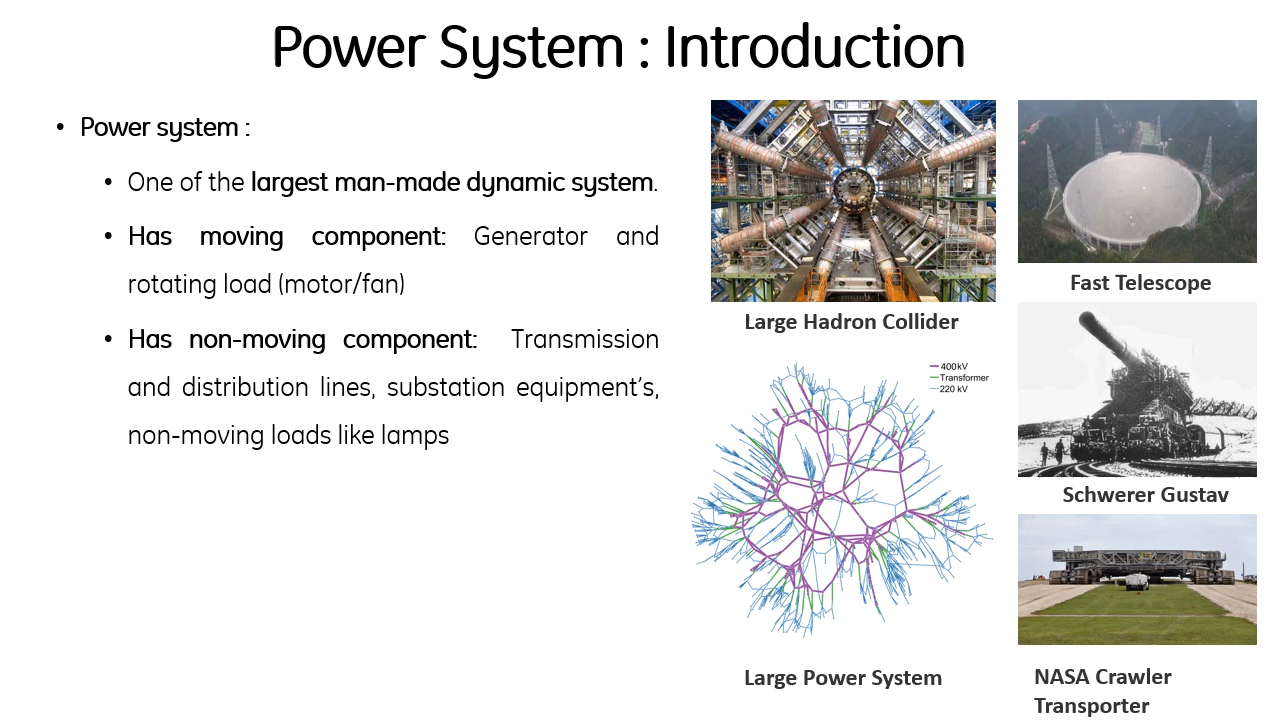 Power System : Introduction
• Power system :
• One of the largest man-made dynamic system.
• Has moving component: Generator and
rotating load (motor/fan)
• Has non-moving component: Transmission
and distribution lines, substation equipment’s,
non-moving loads like lamps
Large Hadron Collider
400kV
Transformer
220 kV
Large Power System
Fast Telescope
Schwerer Gustav
NASA Crawler
Transporter